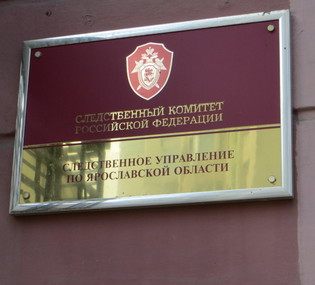 СЛЕДСТВЕННЫЙ КОМИТЕТ
РОССИЙСКОЙ ФЕДЕРАЦИИ
СЛЕДСТВЕННОЕ УПРАВЛЕНИЕ
ПО ЯРОСЛАВСКОЙ ОБЛАСТИ